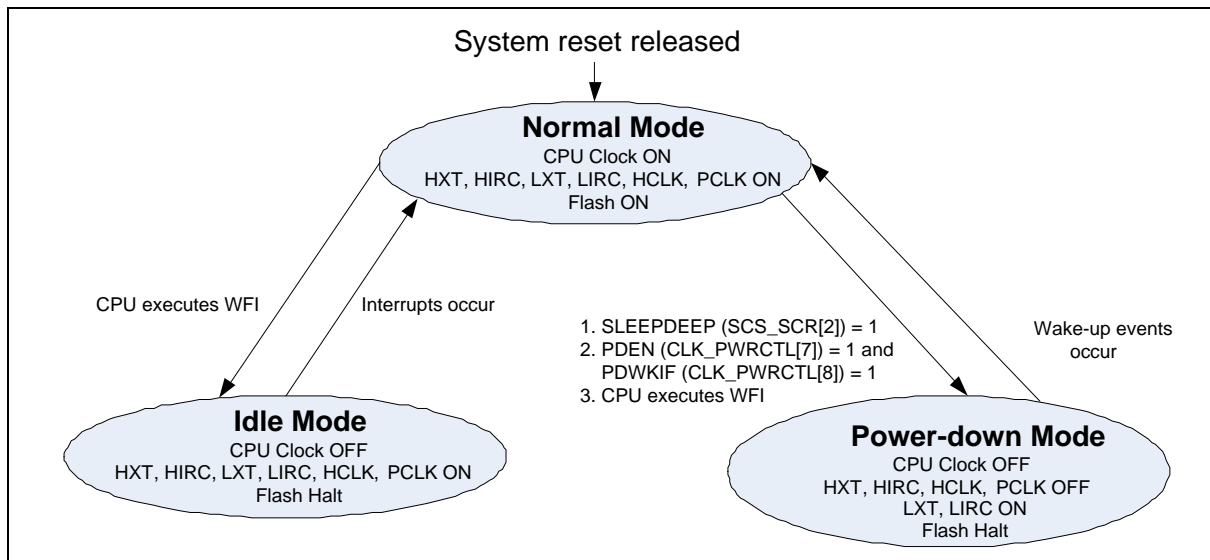 System reset released
Normal Mode
CPU Clock ON
HXT, HIRC, LXT, LIRC, HCLK, PCLK ON
Flash ON
CPU executes WFI
Interrupts occur
1. SLEEPDEEP (SCS_SCR[2]) = 1
2. PDEN (CLK_PWRCTL[7]) = 1 and
PDWKIF (CLK_PWRCTL[8]) = 1
3. CPU executes WFI
Wake-up events
occur
Idle Mode
CPU Clock OFF
HXT, HIRC, LXT, LIRC, HCLK, PCLK ON
Flash Halt
Power-down Mode
CPU Clock OFF
HXT, HIRC, HCLK, PCLK OFF
LXT, LIRC ON
Flash Halt